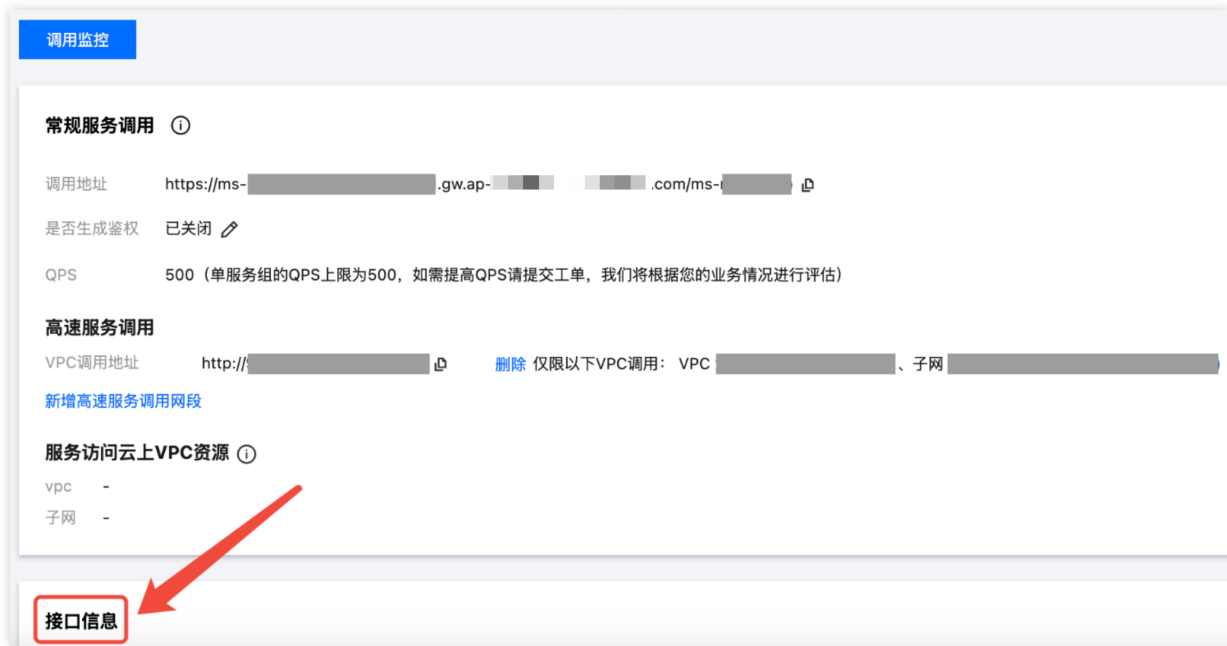 调用监控
常规服务调用
调用地址 https://ms- .gw.ap- .com/ms-
是否生成鉴权 已关闭
QPS 500（单服务组的QPS上限为500，如需提高QPS请提交工单，我们将根据您的业务情况进行评估）
高速服务调用
VPC调用地址 http:// 删除 仅限以下VPC调用： VPC 、子网
新增高速服务调用网段
服务访问云上VPC资源
vpc -
子网 -
接口信息